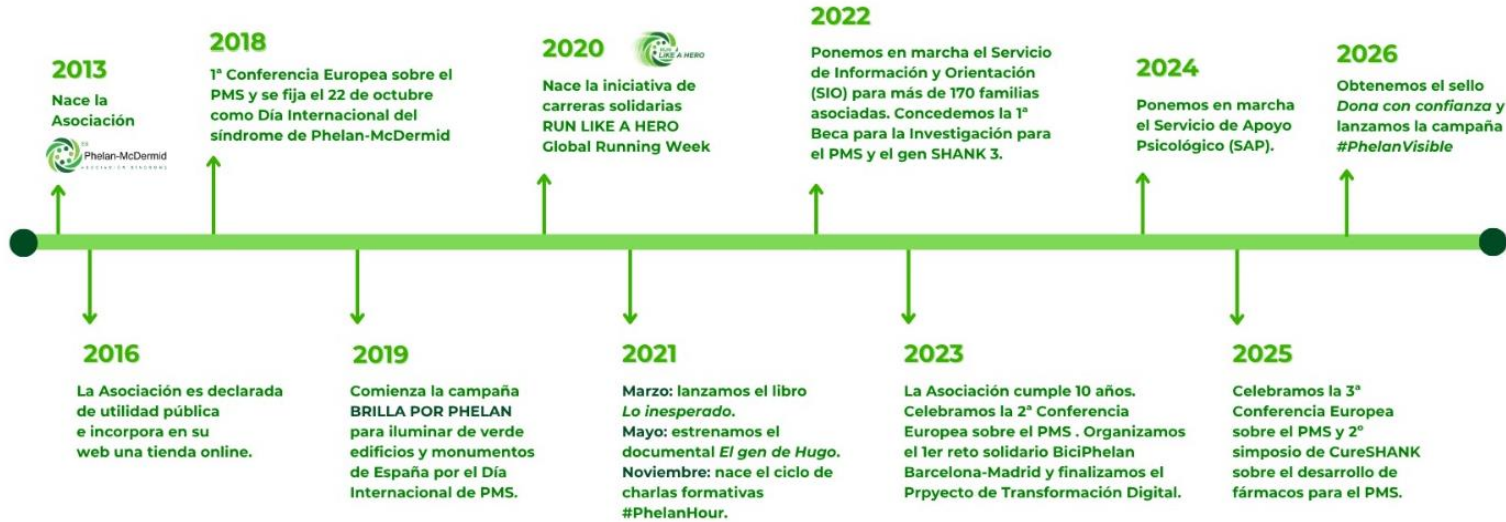 2013
Nace la
Asociación
Phelan-McDermid
2018
1ª Conferencia Europea sobre el
PMS y se fija el 22 de octubre
como Día Internacional del
síndrome de Phelan-McDermid
2020
RUN
LIKE A HERO
Nace la iniciativa de
carreras solidarias
RUN LIKE A HERO
Global Running Week
2022
Ponemos en marcha el Servicio
de Información y Orientación
(SIO) para más de 170 familias
asociadas. Concedemos la 1ª
Beca para la Investigación para
el PMS y el gen SHANK 3.
2024
Ponemos en marcha
el Servicio de Apoyo
Psicológico (SAP).
2026
Obtenemos el sello
Dona con confianza y
lanzamos la campaña
#PhelanVisible
2016
La Asociación es declarada
de utilidad pública
e incorpora en su
web una tienda online.
2019
Comienza la campaña
BRILLA POR PHELAN
para iluminar de verde
edificios y monumentos
de España por el Día
Internacional de PMS.
2021
Marzo: lanzamos el libro
Lo inesperado.
Mayo: estrenamos el
documental El gen de Hugo.
Noviembre: nace el ciclo de
charlas formativas
#PhelanHour.
2023
La Asociación cumple 10 años.
Celebramos la 2ª Conferencia
Europea sobre el PMS . Organizamos
el 1er reto solidario BiciPhelan
Barcelona-Madrid y finalizamos el
Prpyecto de Transformación Digital.
2025
Celebramos la 3ª
Conferencia Europea
sobre el PMS y 2º
simposio de CureSHANK
sobre el desarrollo de
fármacos para el PMS.